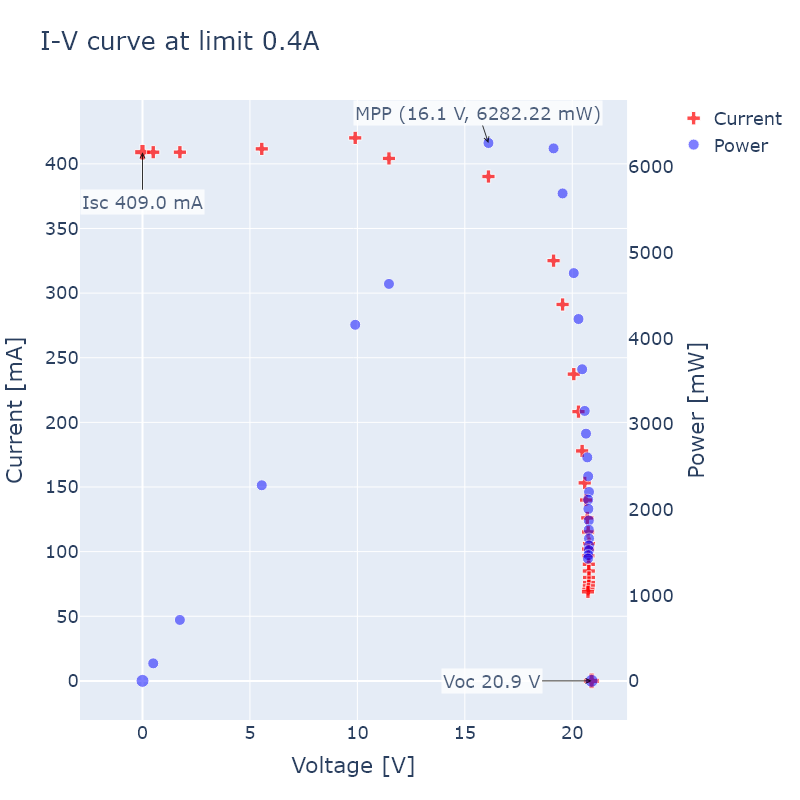 I-V curve at limit 0.4A
MPP (16.1 V, 6282.22 mW)
Current
Power
Isc 409.0 mA
Voc 20.9 V
400
350
300
250
200
150
100
50
0
Current [mA]
6000
5000
4000
3000
2000
1000
0
Power [mW]
0 5 10 15 20
Voltage [V]